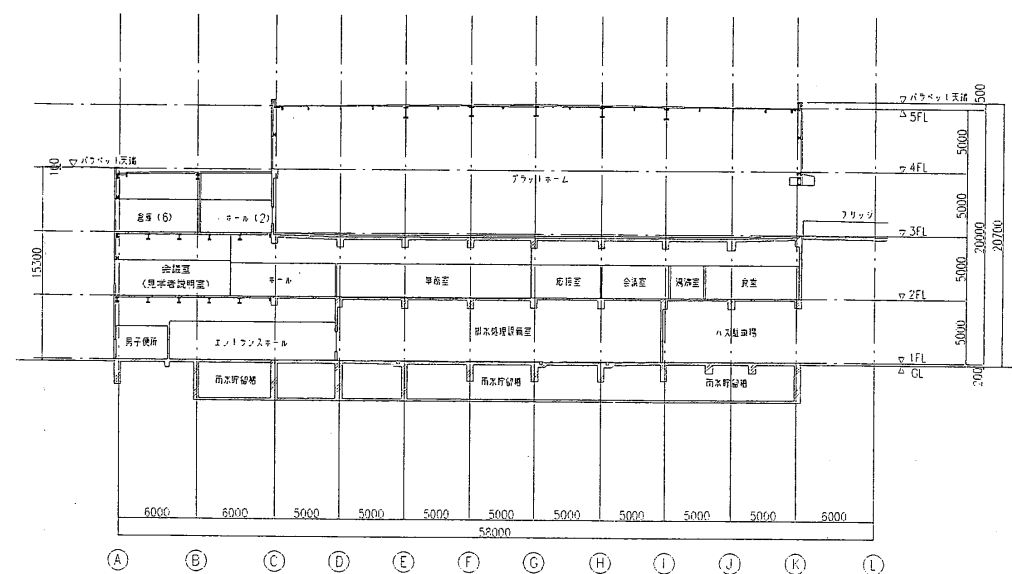 ▽パラペット天端
500
5FL
▽パラペット天端
100
5000
▽4FL
プラットホーム
倉庫(6)
ホール(2)
ブリッジ
5000
▽3FL
20000
20700
15000
会議室
(見学者説明室)
ホール
事務室
応接室
会議室
湯沸室
食堂
5000
▽2FL
男子便所
エントランスホール
排水処理設備室
バス駐車場
5000
▽1FL
GL
200
雨水貯留槽
雨水貯留槽
雨水貯留槽
6000 6000 5000 5000 5000 5000 5000 5000 5000 5000 6000
58000
A B C D E F G H I J K L